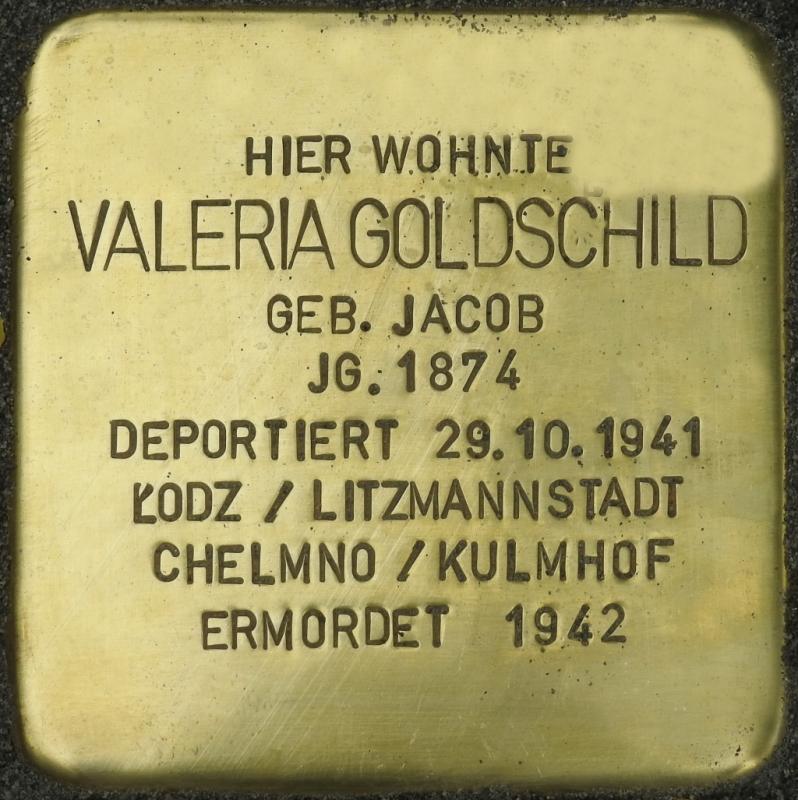 HIER WOHNTE
VALERIA GOLDSCHILD
GEB. JACOB
JG. 1874
DEPORTIERT 29.10.1941
ŁODZ / LITZMANNSTADT
CHELMNO / KULMHOF
ERMORDET 1942